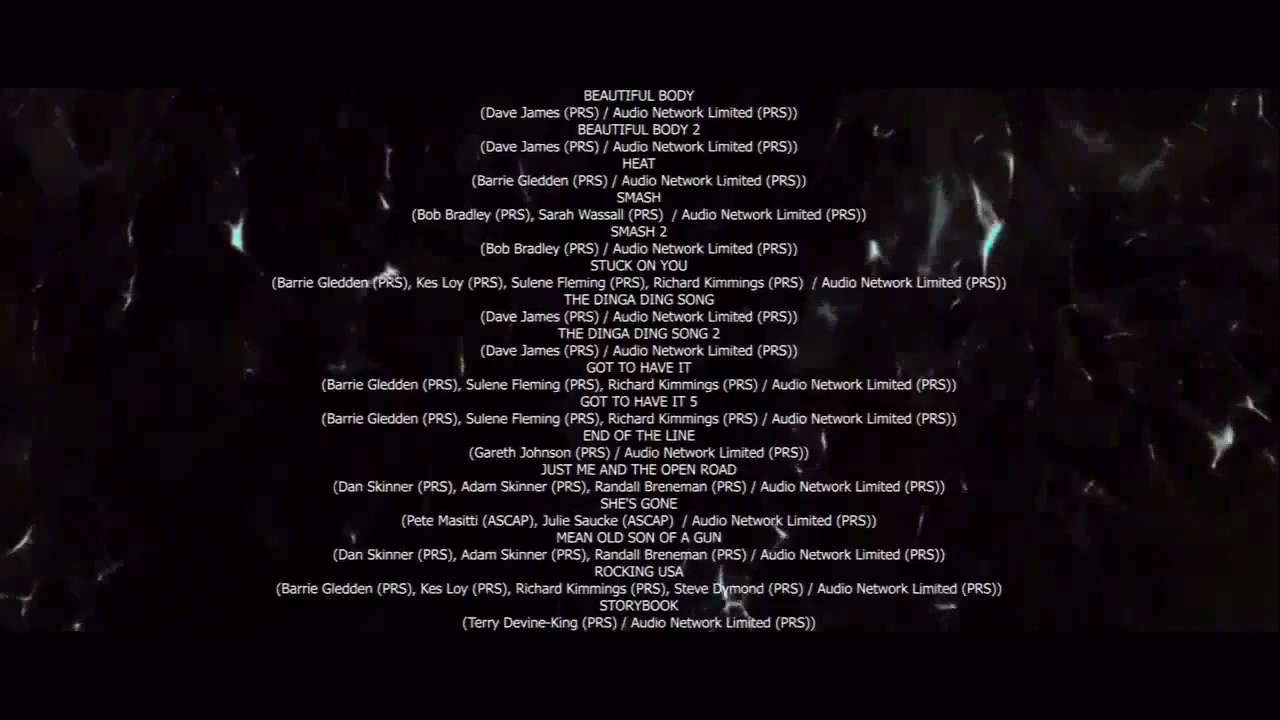 BEAUTIFUL BODY
(Dave James (PRS) / Audio Network Limited (PRS))
BEAUTIFUL BODY 2
(Dave James (PRS) / Audio Network Limited (PRS))
HEAT
(Barrie Gledden (PRS) / Audio Network Limited (PRS))
SMASH
(Bob Bradley (PRS), Sarah Wassall (PRS)  / Audio Network Limited (PRS))
SMASH 2
(Bob Bradley (PRS) / Audio Network Limited (PRS))
STUCK ON YOU
(Barrie Gledden (PRS), Kes Loy (PRS), Sulene Fleming (PRS), Richard Kimmings (PRS)  / Audio Network Limited (PRS))
THE DINGA DING SONG
(Dave James (PRS) / Audio Network Limited (PRS))
THE DINGA DING SONG 2
(Dave James (PRS) / Audio Network Limited (PRS))
GOT TO HAVE IT
(Barrie Gledden (PRS), Sulene Fleming (PRS), Richard Kimmings (PRS) / Audio Network Limited (PRS))
GOT TO HAVE IT 5
(Barrie Gledden (PRS), Sulene Fleming (PRS), Richard Kimmings (PRS) / Audio Network Limited (PRS))
END OF THE LINE
(Gareth Johnson (PRS) / Audio Network Limited (PRS))
JUST ME AND THE OPEN ROAD
(Dan Skinner (PRS), Adam Skinner (PRS), Randall Breneman (PRS) / Audio Network Limited (PRS))
SHE'S GONE
(Pete Masitti (ASCAP), Julie Saucke (ASCAP)  / Audio Network Limited (PRS))
MEAN OLD SON OF A GUN
(Dan Skinner (PRS), Adam Skinner (PRS), Randall Breneman (PRS) / Audio Network Limited (PRS))
ROCKING USA
(Barrie Gledden (PRS), Kes Loy (PRS), Richard Kimmings (PRS), Steve Dymond (PRS) / Audio Network Limited (PRS))
STORYBOOK
(Terry Devine-King (PRS) / Audio Network Limited (PRS))